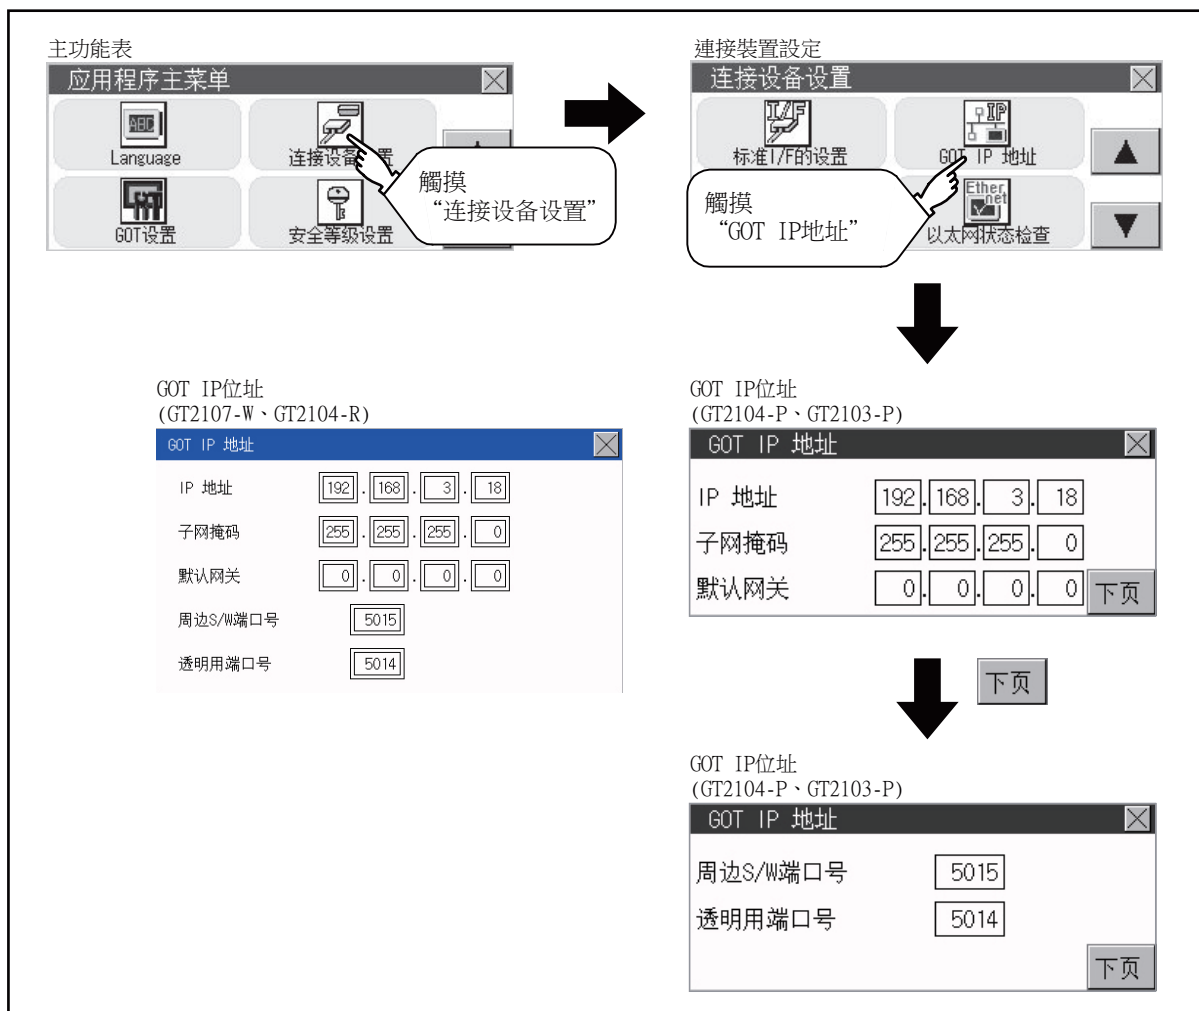 主功能表
应用程序主菜单
ABC
Language
连接设备 置
GOT设置
安全等级设置
觸摸
“连接设备设置”
連接裝置設定
连接设备设置
I/F
标准I/F的设置
IP
GOT IP 地址
Ether
net
以太网状态检查
▲
▼
觸摸
“GOT IP地址”
GOT IP位址
(GT2107-W、GT2104-R)
GOT IP 地址
IP 地址 192. 168. 3. 18
子网掩码 255. 255. 255. 0
默认网关 0. 0. 0. 0
周边S/W端口号 5015
透明用端口号 5014
GOT IP位址
(GT2104-P、GT2103-P)
GOT IP 地址
IP 地址 192. 168. 3. 18
子网掩码 255. 255. 255. 0
默认网关 0. 0. 0. 0
下页
下页
GOT IP位址
(GT2104-P、GT2103-P)
GOT IP 地址
周边S/W端口号 5015
透明用端口号 5014
下页